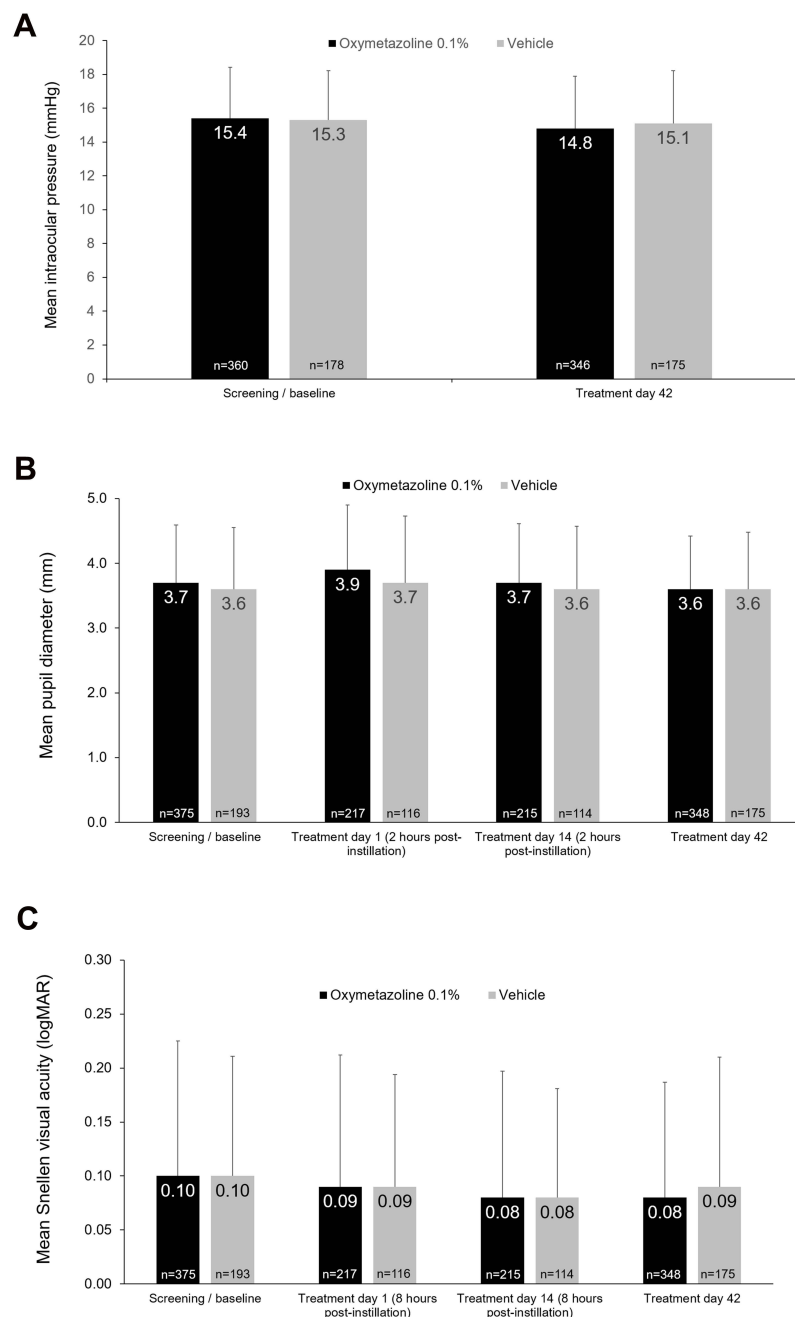 A
Oxymetazoline 0.1% Vehicle
Mean intraocular pressure (mmHg)
20
18
16
14
12
10
8
6
4
2
0
15.4 15.3 14.8 15.1
n=360 n=178 n=346 n=175
Screening / baseline Treatment day 42
B
Oxymetazoline 0.1% Vehicle
Mean pupil diameter (mm)
5.0
4.0
3.0
2.0
1.0
0.0
3.7 3.6 3.9 3.7 3.7 3.6 3.6 3.6
n=375 n=193 n=217 n=116 n=215 n=114 n=348 n=175
Screening / baseline Treatment day 1 (2 hours post- Treatment day 14 (2 hours Treatment day 42
instillation) post-instillation)
C
Oxymetazoline 0.1% Vehicle
Mean Snellen visual acuity (logMAR)
0.30
0.25
0.20
0.15
0.10
0.05
0.00
0.10 0.10 0.09 0.09 0.08 0.08 0.08 0.09
n=375 n=193 n=217 n=116 n=215 n=114 n=348 n=175
Screening / baseline Treatment day 1 (8 hours Treatment day 14 (8 hours Treatment day 42
post-instillation) post-instillation)